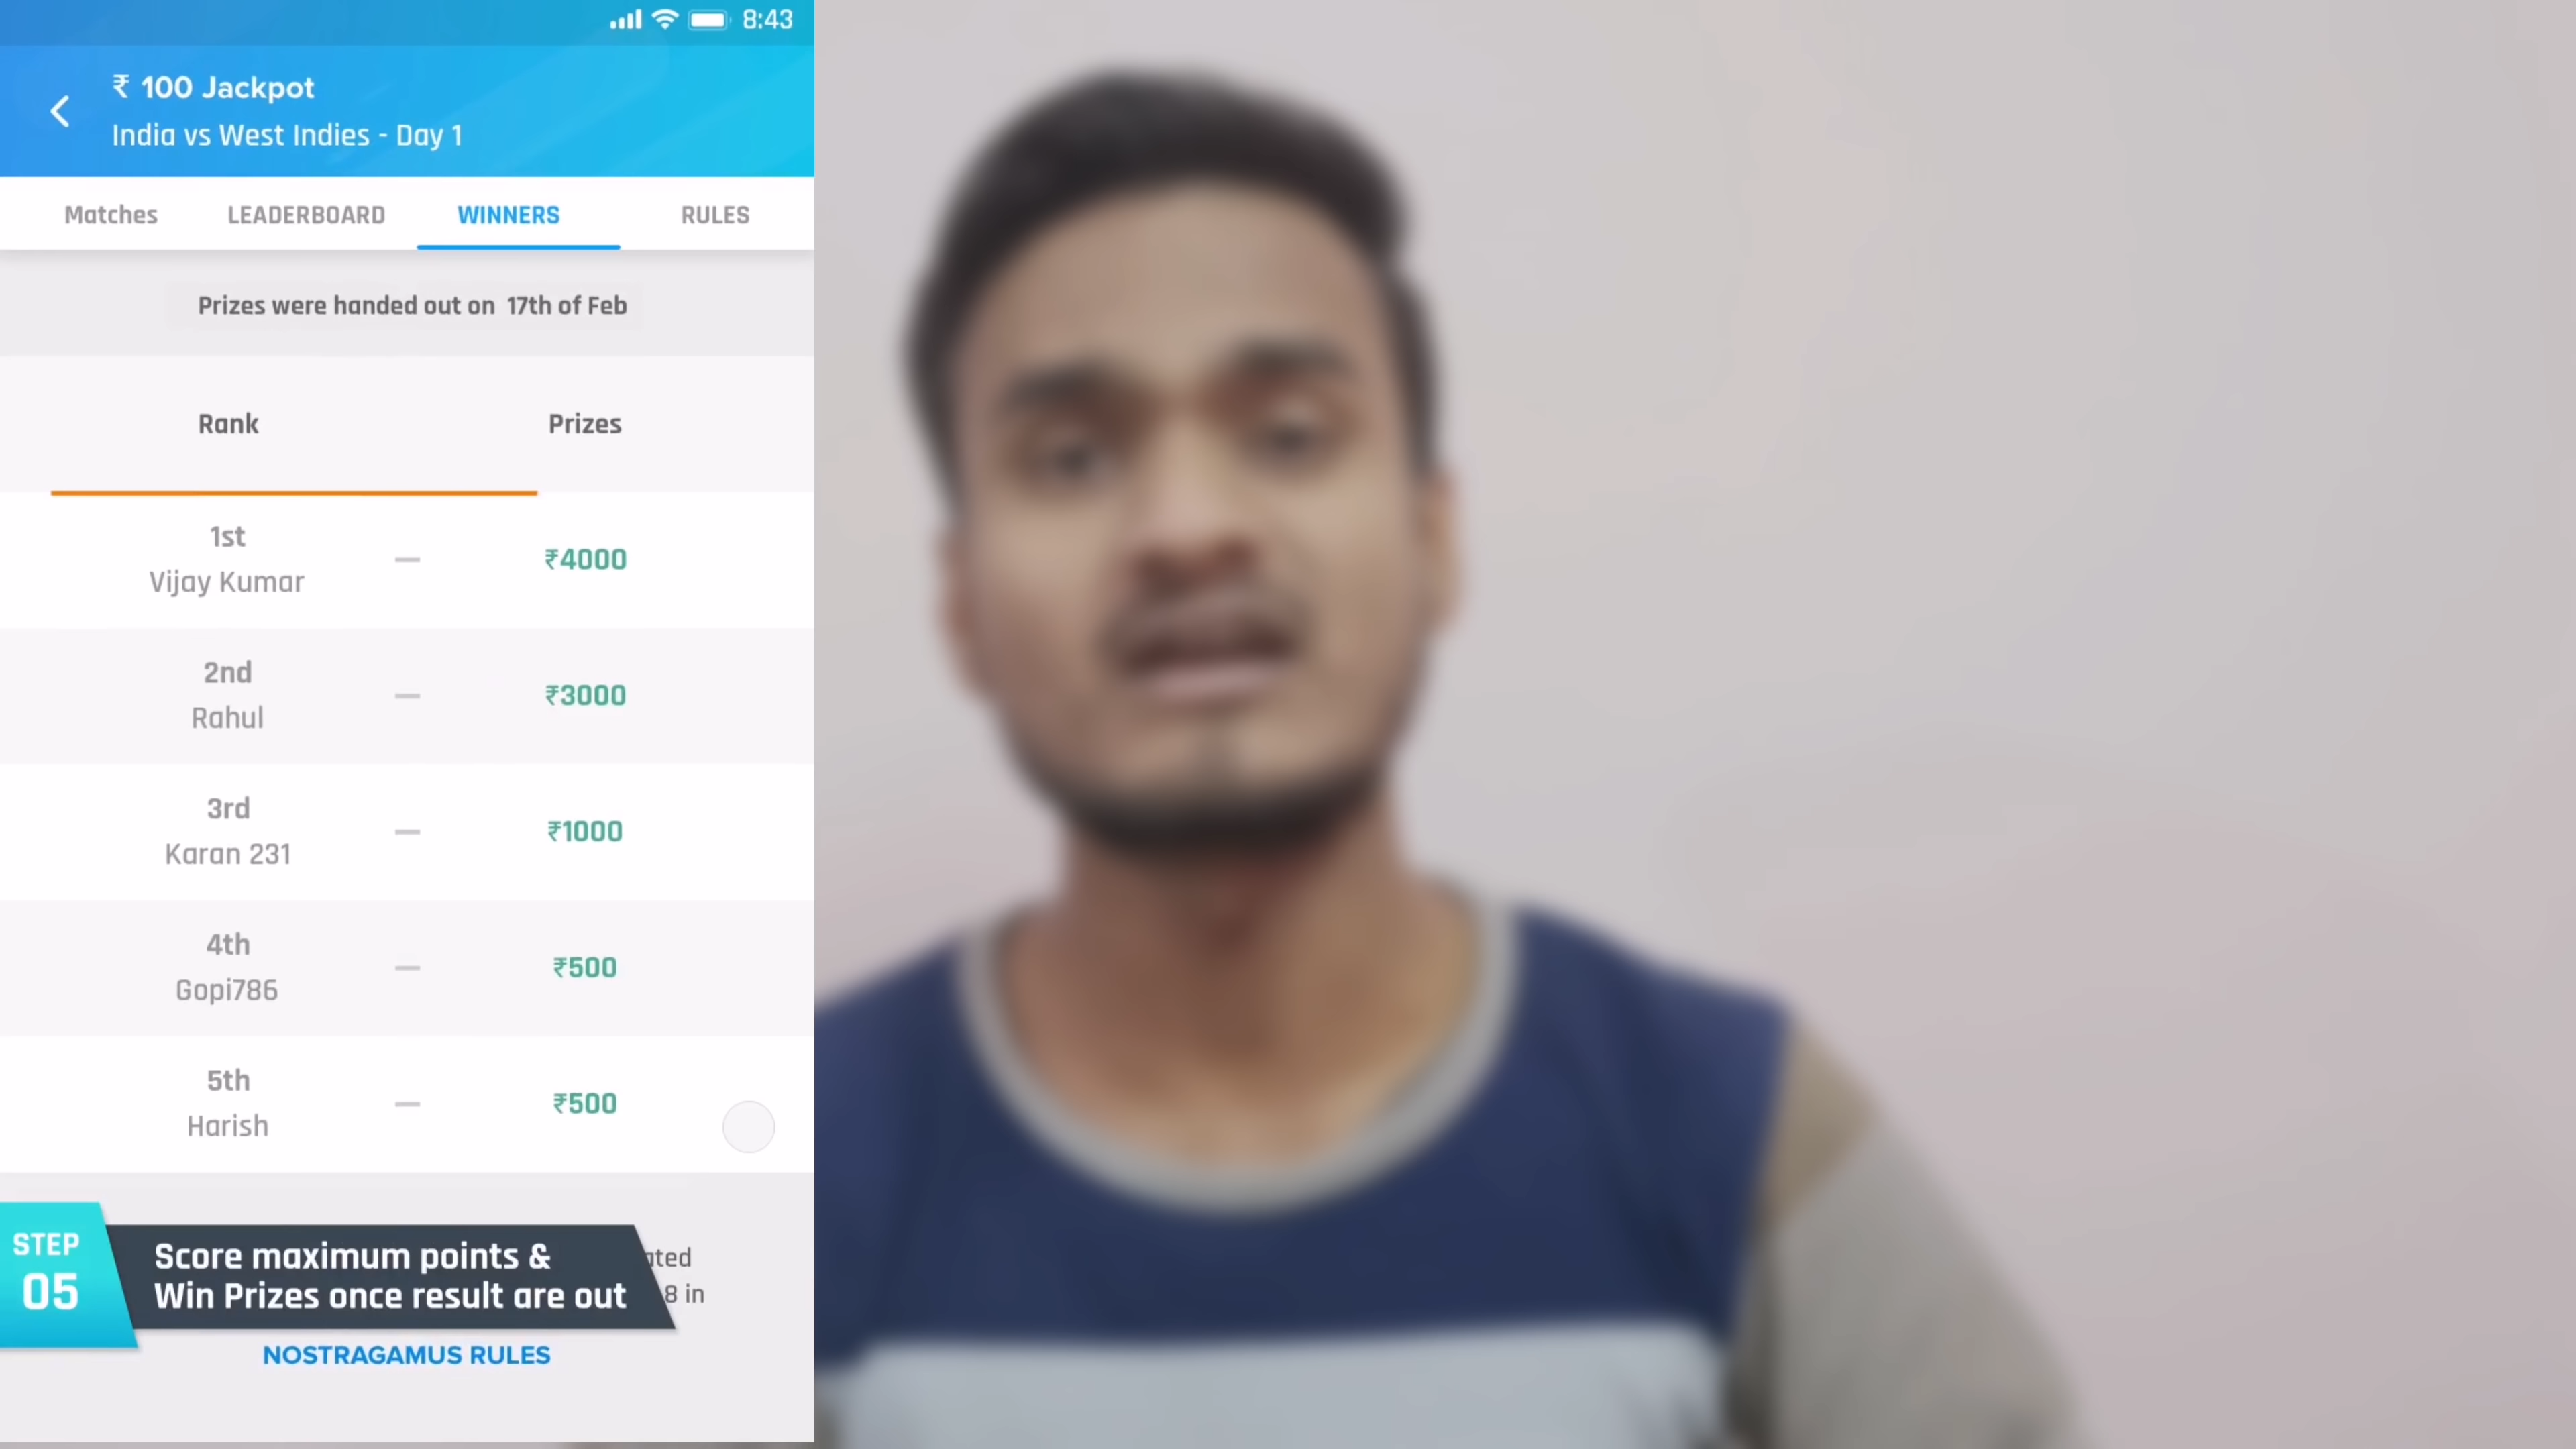 8:43
₹ 100 Jackpot
India vs West Indies - Day 1
Matches LEADERBOARD WINNERS RULES
Prizes were handed out on 17th of Feb
Rank Prizes
1st
Vijay Kumar — ₹4000
2nd
Rahul — ₹3000
3rd
Karan 231 — ₹1000
4th
Gopi786 — ₹500
5th
Harish — ₹500
STEP
05
Score maximum points &
Win Prizes once result are out
8 in
NOSTRAGAMUS RULES